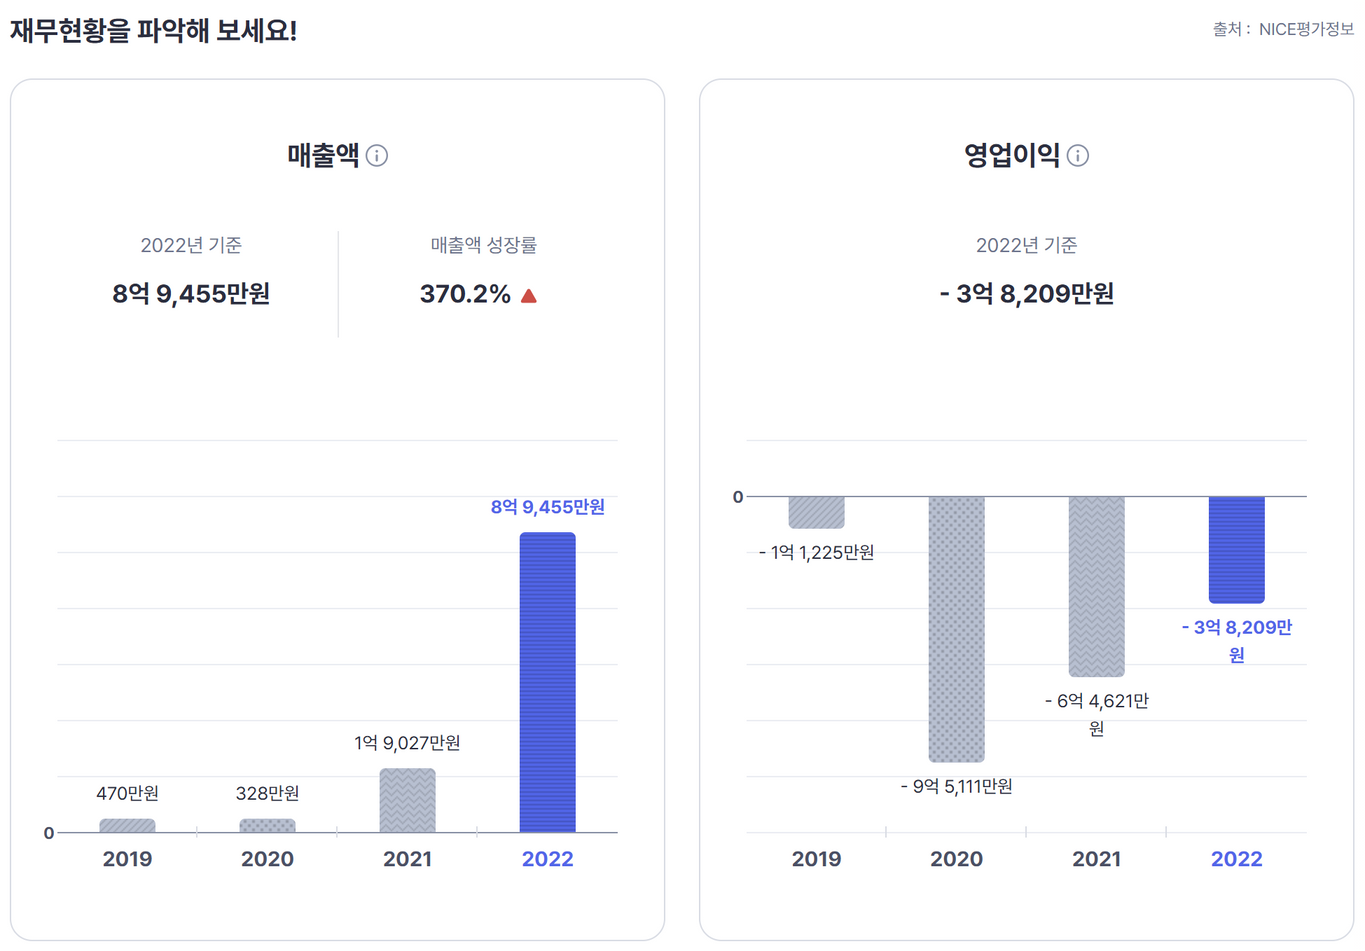 재무현황을 파악해 보세요!
출처 : NICE평가정보
매출액
2022년 기준
8억 9,455만원
매출액 성장률
370.2%
8억 9,455만원
1억 9,027만원
470만원
328만원
0
2019
2020
2021
2022
영업이익
2022년 기준
- 3억 8,209만원
0
- 1억 1,225만원
- 9억 5,111만원
- 6억 4,621만
원
- 3억 8,209만
원
2019
2020
2021
2022